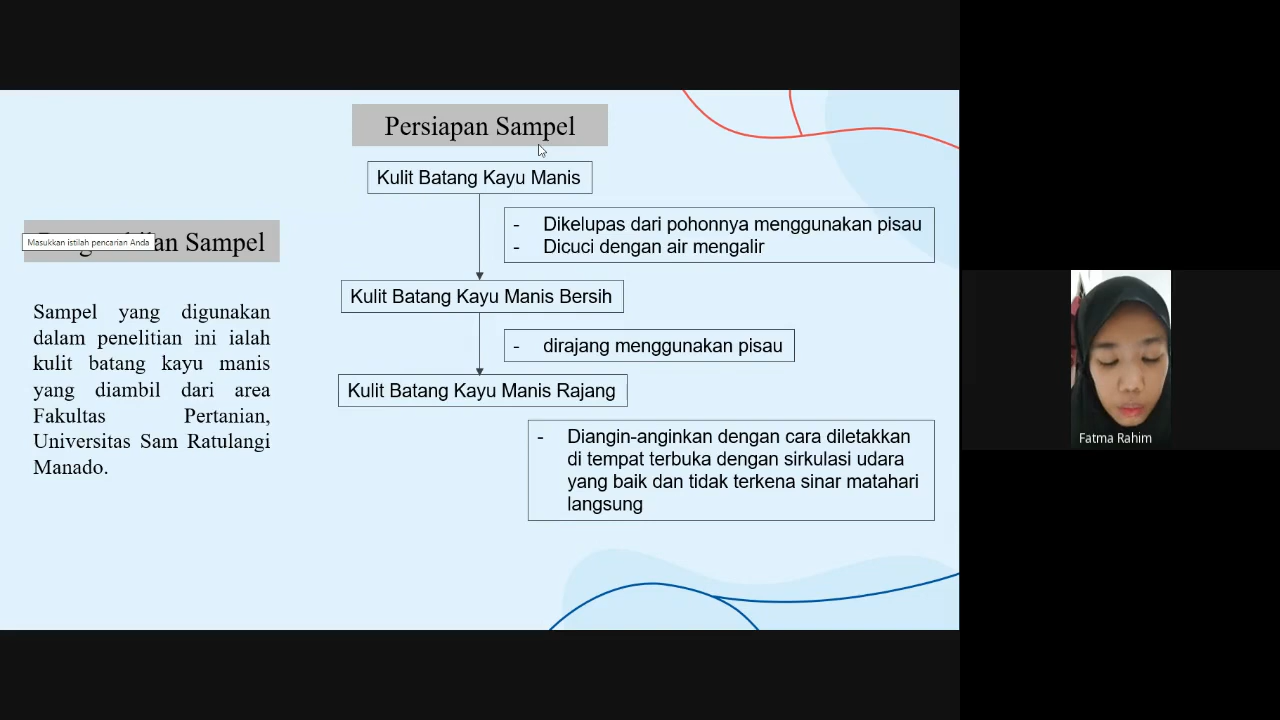 Persiapan Sampel
Kulit Batang Kayu Manis
- Dikelupas dari pohonnya menggunakan pisau
- Dicuci dengan air mengalir
Kulit Batang Kayu Manis Bersih
- dirajang menggunakan pisau
Kulit Batang Kayu Manis Rajang
- Diangin-anginkan dengan cara diletakkan
di tempat terbuka dengan sirkulasi udara
yang baik dan tidak terkena sinar matahari
langsung
Sampel
Masukkan istilah pencarian Anda
Sampel yang digunakan
dalam penelitian ini ialah
kulit batang kayu manis
yang diambil dari area
Fakultas Pertanian,
Universitas Sam Ratulangi
Manado.
Fatma Rahim